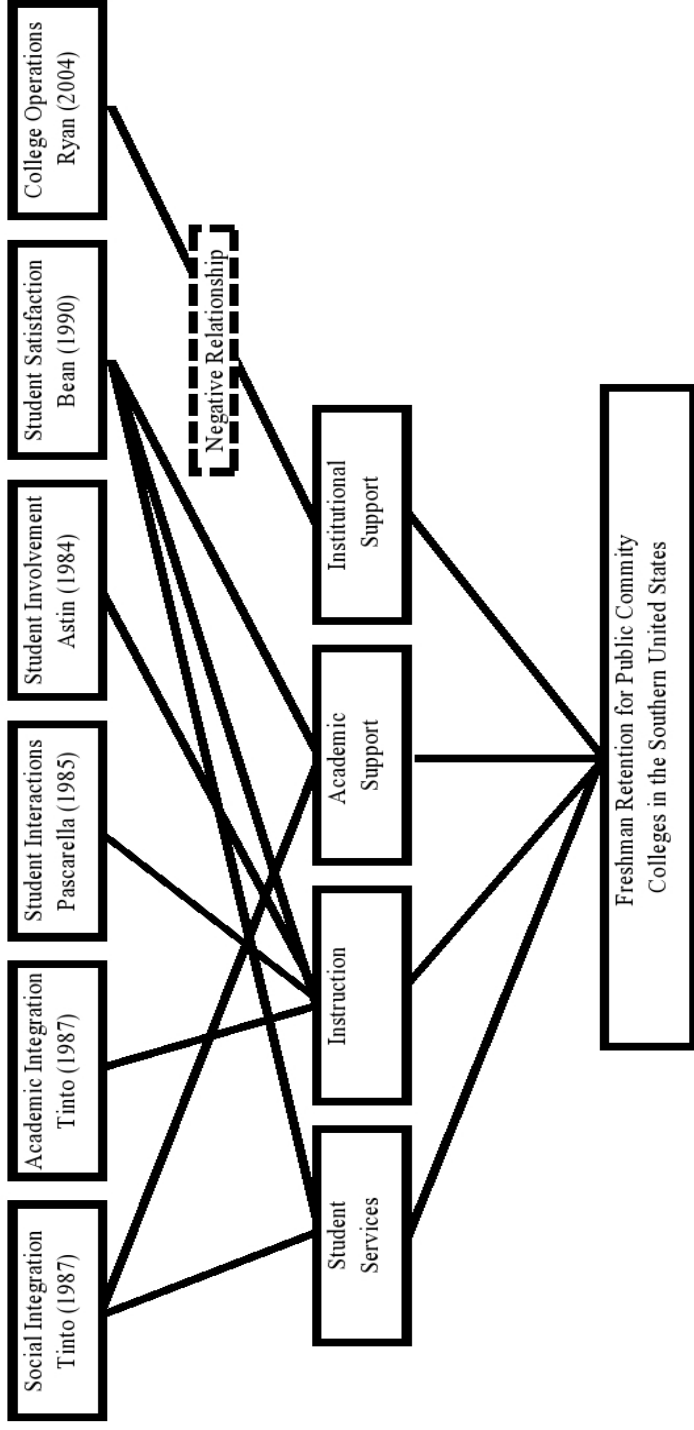 Social Integration
Tinto (1987)
Academic Integration
Tinto (1987)
Student Interactions
Pascarella (1985)
Student Involvement
Astin (1984)
Student Satisfaction
Bean (1990)
College Operations
Ryan (2004)
Negative Relationship
Student
Services
Instruction
Academic
Support
Institutional
Support
Freshman Retention for Public Commity
Colleges in the Southern United States